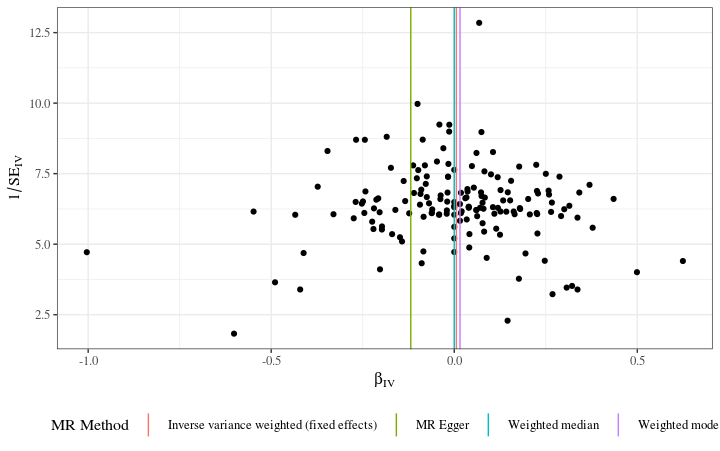 12.5
10.0
7.5
5.0
2.5
1/SE_IV
-1.0 -0.5 0.0 0.5
β_IV
MR Method Inverse variance weighted (fixed effects) MR Egger Weighted median Weighted mode